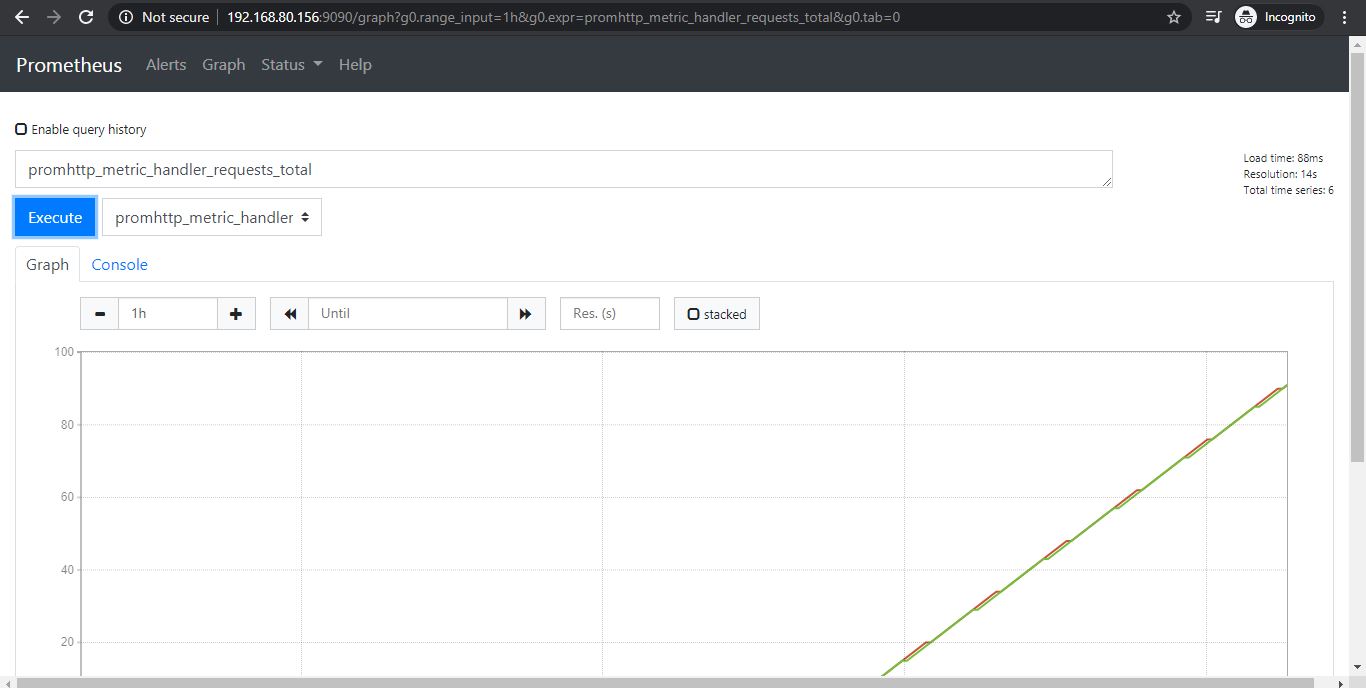 Not secure 192.168.80.156:9090/graph?g0.range_input=1h&g0.expr=promhttp_metric_handler_requests_total&g0.tab=0 Incognito
Prometheus Alerts Graph Status Help
Enable query history
promhttp_metric_handler_requests_total
Load time: 88ms
Resolution: 14s
Total time series: 6
Execute promhttp_metric_handler
Graph Console
1h Until Res. (s) stacked
100
80
60
40
20